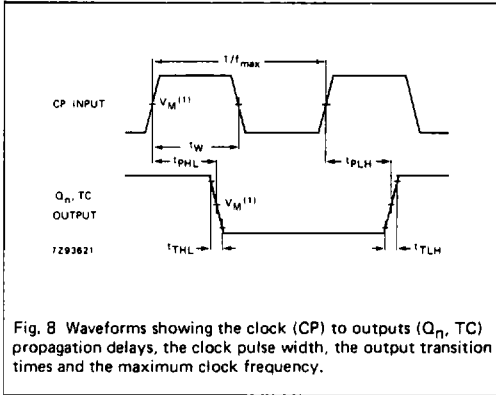 1/fmax
CP INPUT
VM(1)
tW
tPHL
tPLH
Qn, TC
OUTPUT
VM(1)
7Z93621
tTHL
tTLH
Fig. 8 Waveforms showing the clock (CP) to outputs (Qn, TC)
propagation delays, the clock pulse width, the output transition
times and the maximum clock frequency.